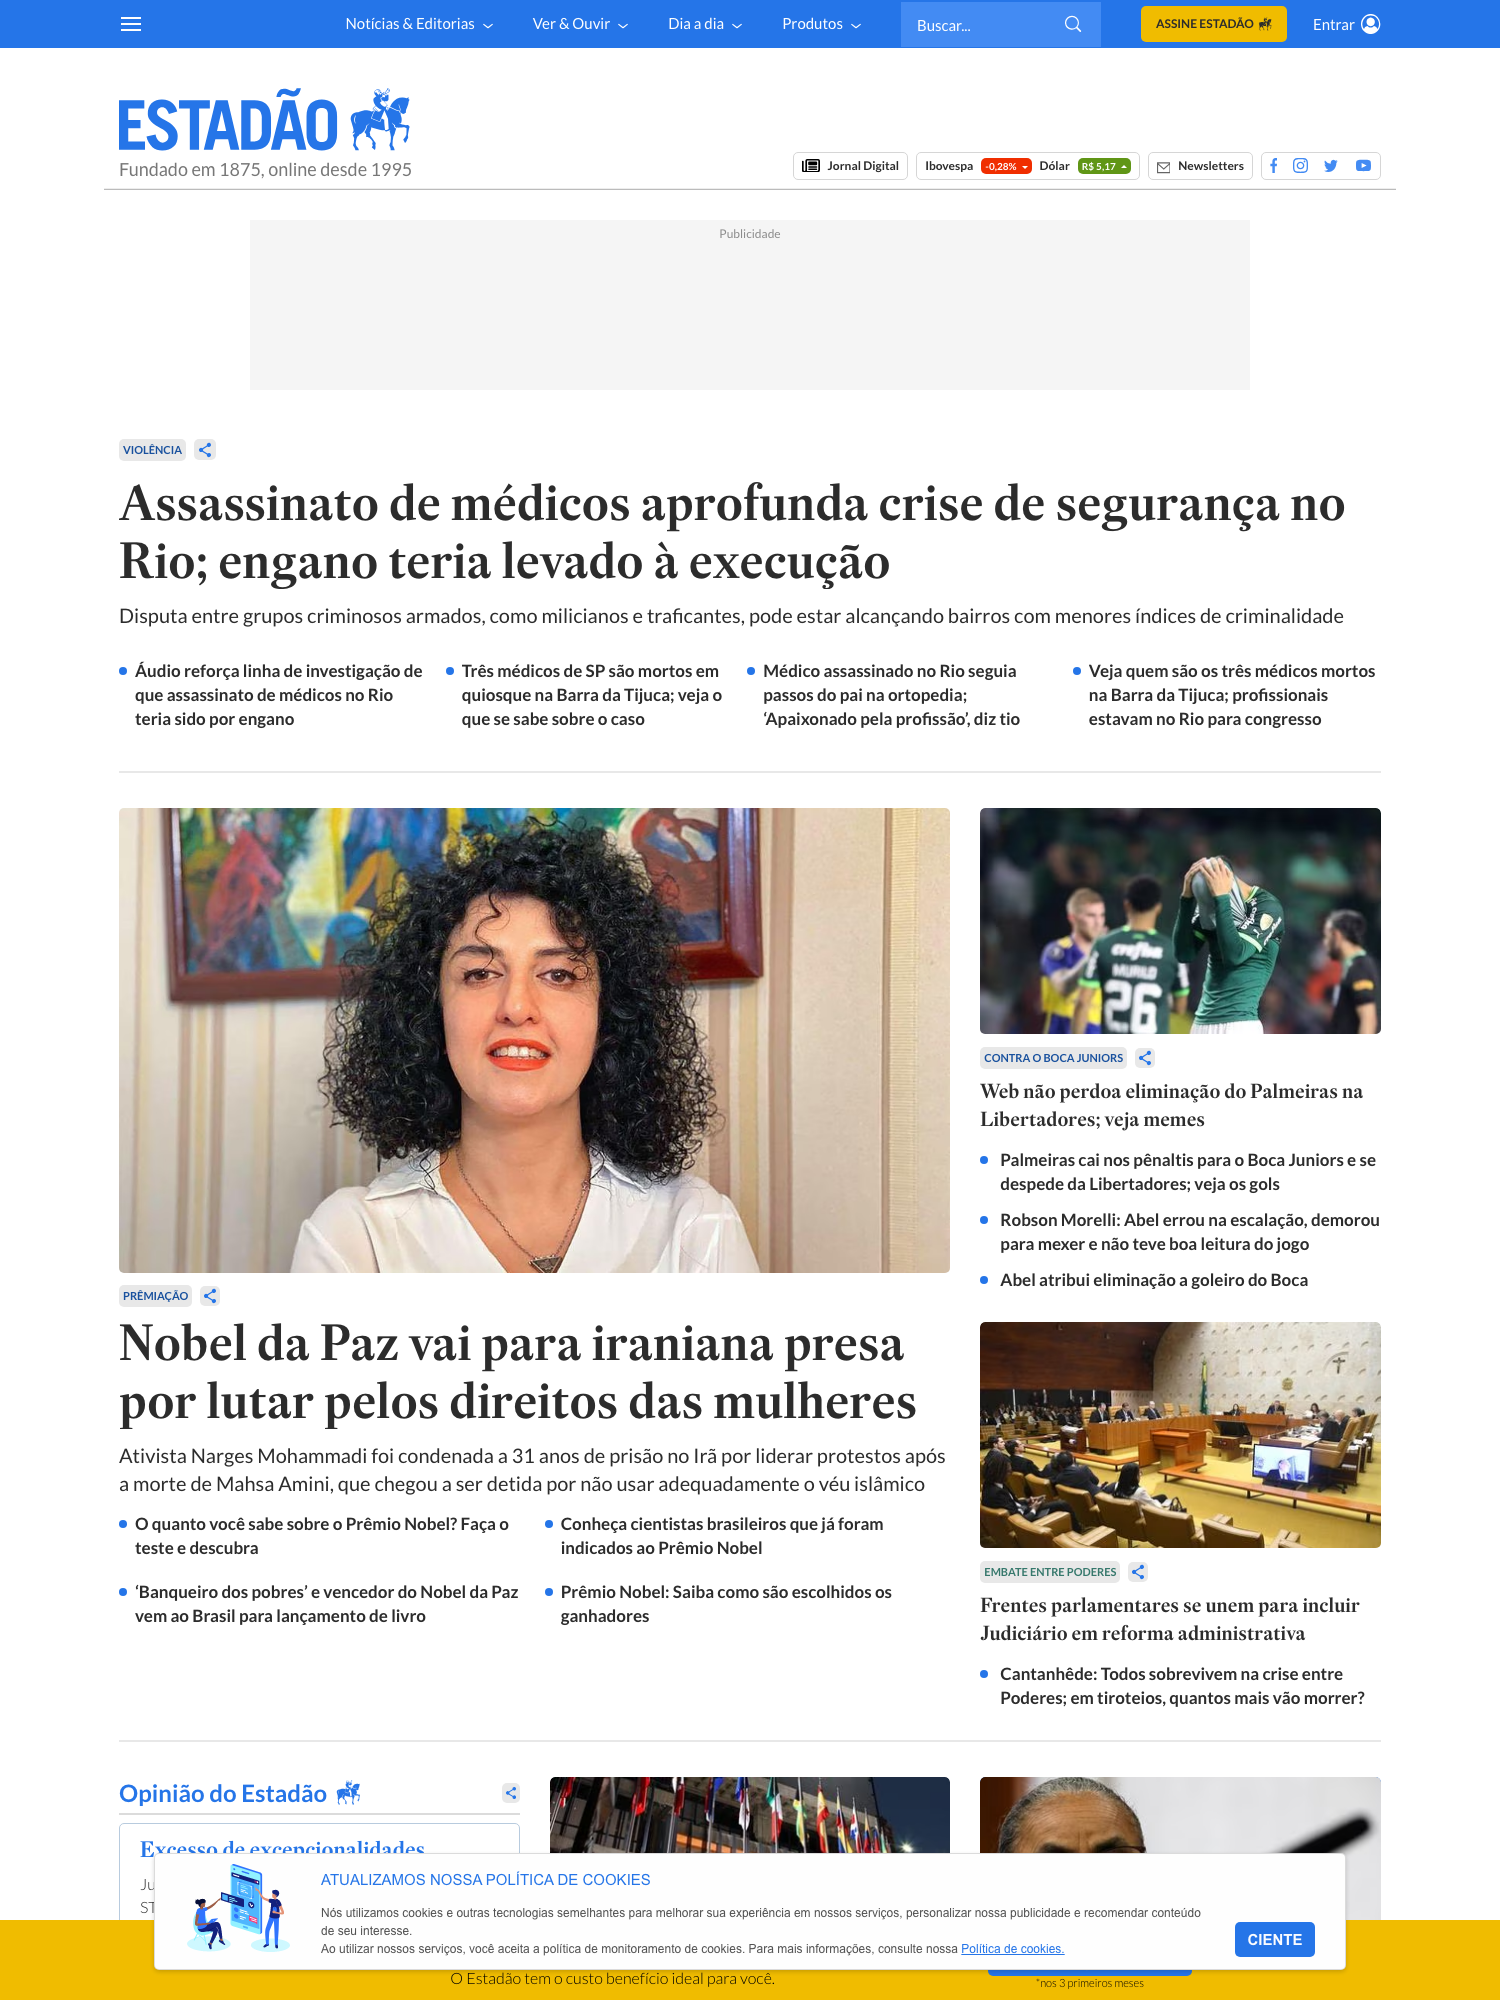 Notícias & Editorias
Ver & Ouvir
Dia a dia
Produtos
Buscar...
ASSINE ESTADÃO
Entrar
ESTADÃO
Fundado em 1875, online desde 1995
Jornal Digital
Ibovespa -0,28% Dólar R$ 5,17
Newsletters
Publicidade
VIOLÊNCIA
Assassinato de médicos aprofunda crise de segurança no
Rio; engano teria levado à execução
Disputa entre grupos criminosos armados, como milicianos e traficantes, pode estar alcançando bairros com menores índices de criminalidade
Áudio reforça linha de investigação de
que assassinato de médicos no Rio
teria sido por engano
Três médicos de SP são mortos em
quiosque na Barra da Tijuca; veja o
que se sabe sobre o caso
Médico assassinado no Rio seguia
passos do pai na ortopedia;
‘Apaixonado pela profissão’, diz tio
Veja quem são os três médicos mortos
na Barra da Tijuca; profissionais
estavam no Rio para congresso
PRÊMIAÇÃO
Nobel da Paz vai para iraniana presa
por lutar pelos direitos das mulheres
Ativista Narges Mohammadi foi condenada a 31 anos de prisão no Irã por liderar protestos após
a morte de Mahsa Amini, que chegou a ser detida por não usar adequadamente o véu islâmico
O quanto você sabe sobre o Prêmio Nobel? Faça o
teste e descubra
Conheça cientistas brasileiros que já foram
indicados ao Prêmio Nobel
‘Banqueiro dos pobres’ e vencedor do Nobel da Paz
vem ao Brasil para lançamento de livro
Prêmio Nobel: Saiba como são escolhidos os
ganhadores
crefisa
MURILO
26
CONTRA O BOCA JUNIORS
Web não perdoa eliminação do Palmeiras na
Libertadores; veja memes
Palmeiras cai nos pênaltis para o Boca Juniors e se
despede da Libertadores; veja os gols
Robson Morelli: Abel errou na escalação, demorou
para mexer e não teve boa leitura do jogo
Abel atribui eliminação a goleiro do Boca
EMBATE ENTRE PODERES
Frentes parlamentares se unem para incluir
Judiciário em reforma administrativa
Cantanhêde: Todos sobrevivem na crise entre
Poderes; em tiroteios, quantos mais vão morrer?
Opinião do Estadão
Excesso de excepcionalidades
Ju
ST
ATUALIZAMOS NOSSA POLÍTICA DE COOKIES
Nós utilizamos cookies e outras tecnologias semelhantes para melhorar sua experiência em nossos serviços, personalizar nossa publicidade e recomendar conteúdo
de seu interesse.
Ao utilizar nossos serviços, você aceita a política de monitoramento de cookies. Para mais informações, consulte nossa Política de cookies.
CIENTE
O Estadão tem o custo benefício ideal para você.
*nos 3 primeiros meses